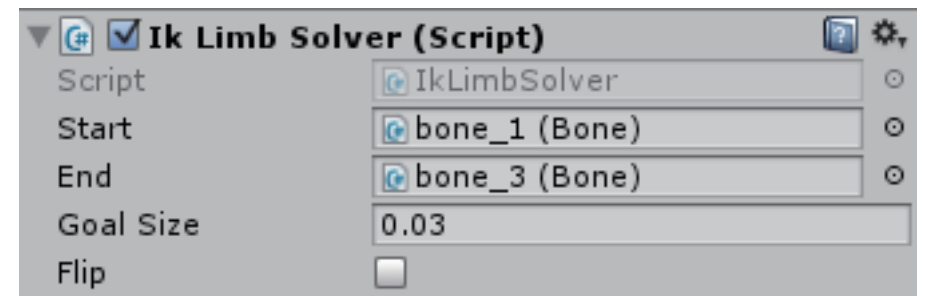 Ik Limb Solver (Script)
Script IkLimbSolver
Start bone_1 (Bone)
End bone_3 (Bone)
Goal Size 0.03
Flip